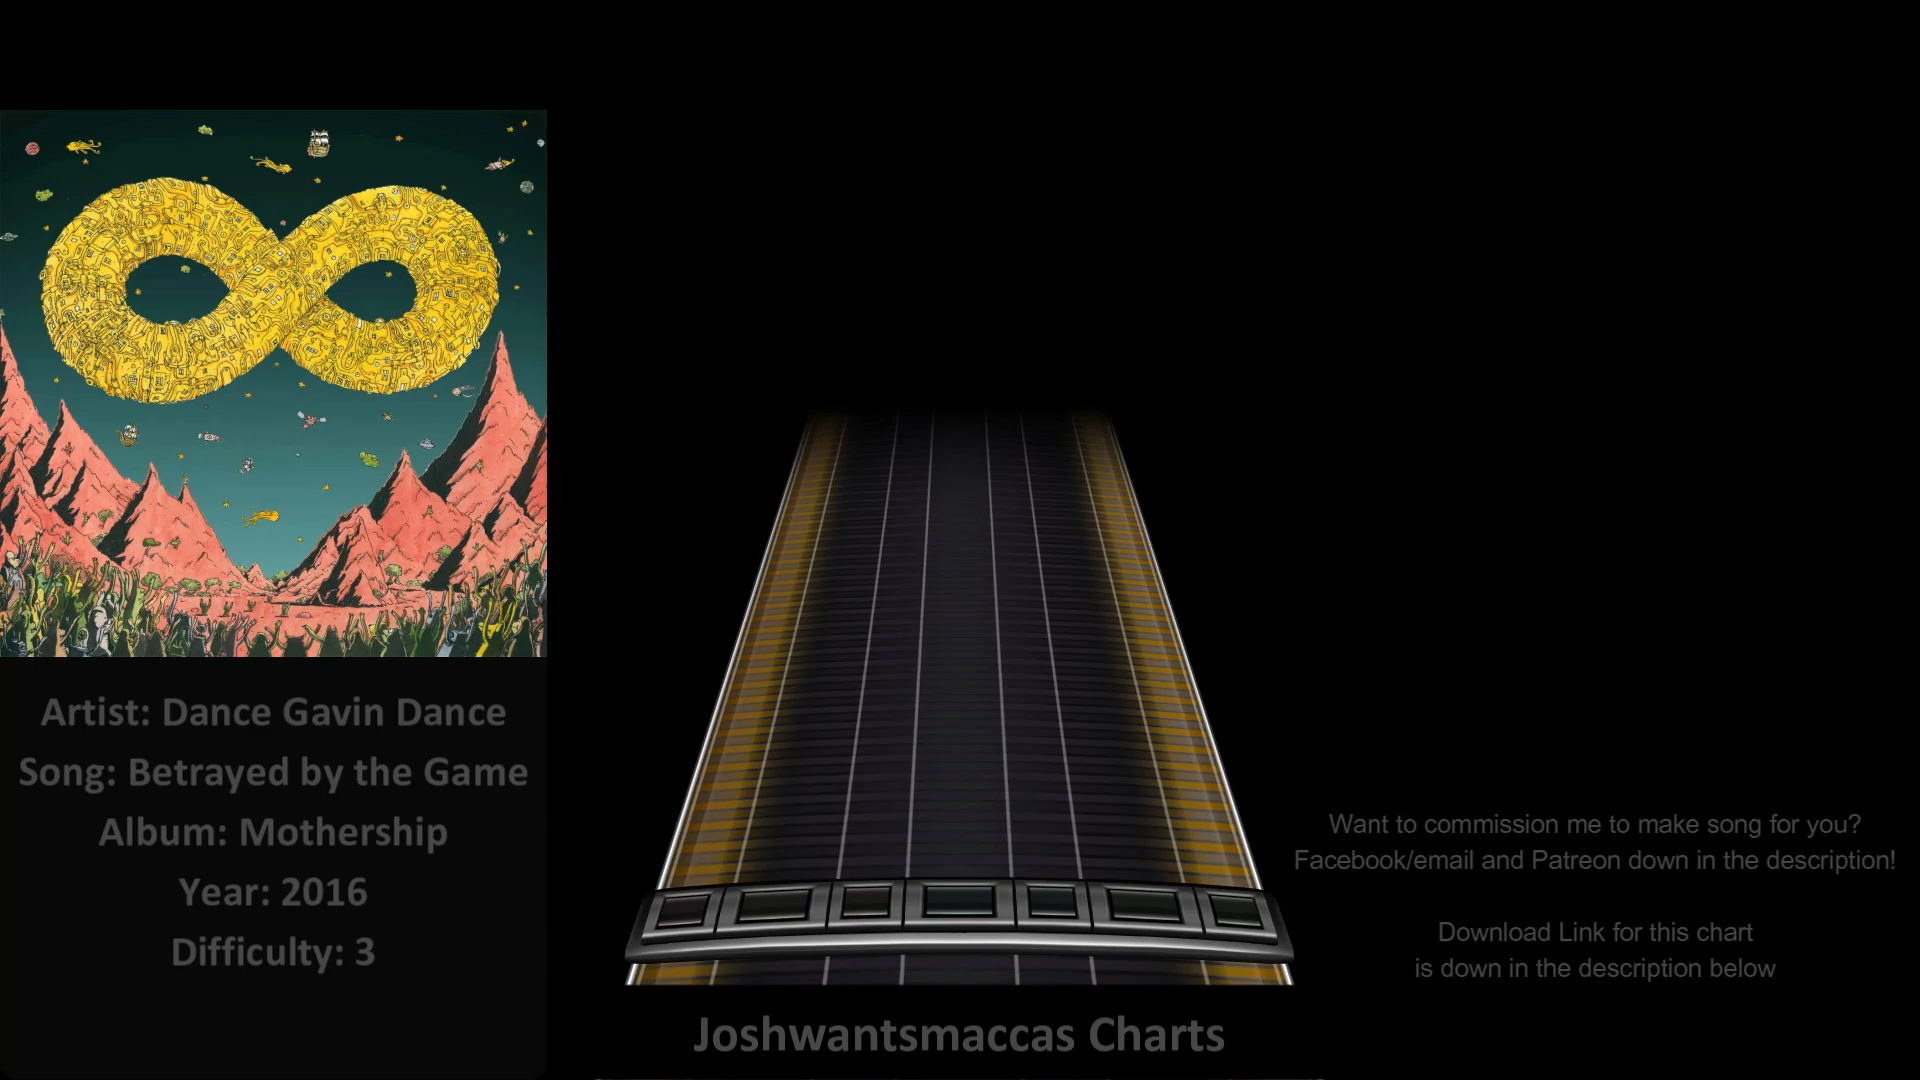 Artist: Dance Gavin Dance
Song: Betrayed by the Game
Album: Mothership
Year: 2016
Difficulty: 3
Want to commission me to make song for you?
Facebook/email and Patreon down in the description!
Download Link for this chart
is down in the description below
Joshwantsmaccas Charts